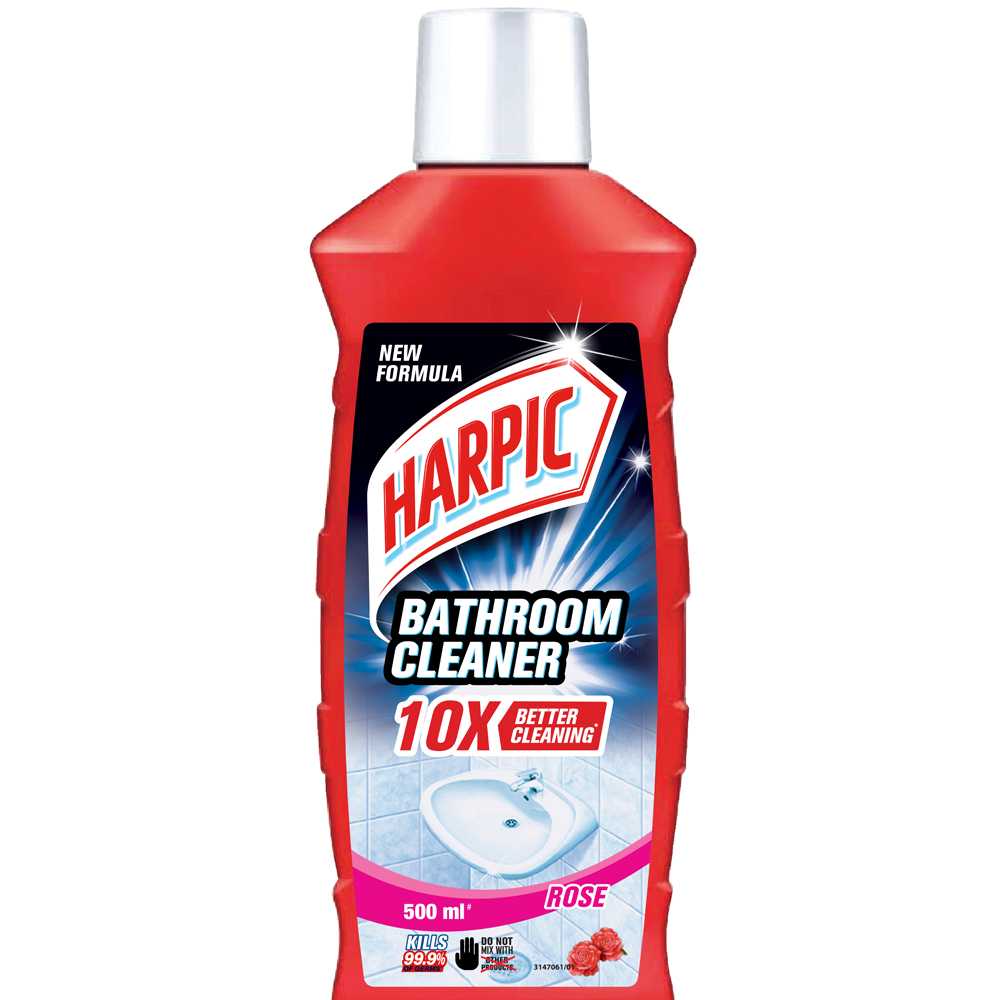 NEW
FORMULA
HARPIC
BATHROOM
CLEANER
10X BETTER
CLEANING*
ROSE
500 ml#
KILLS
99.9%
OF GERMS
DO NOT
MIX WITH
OTHER
PRODUCTS
3147061/01